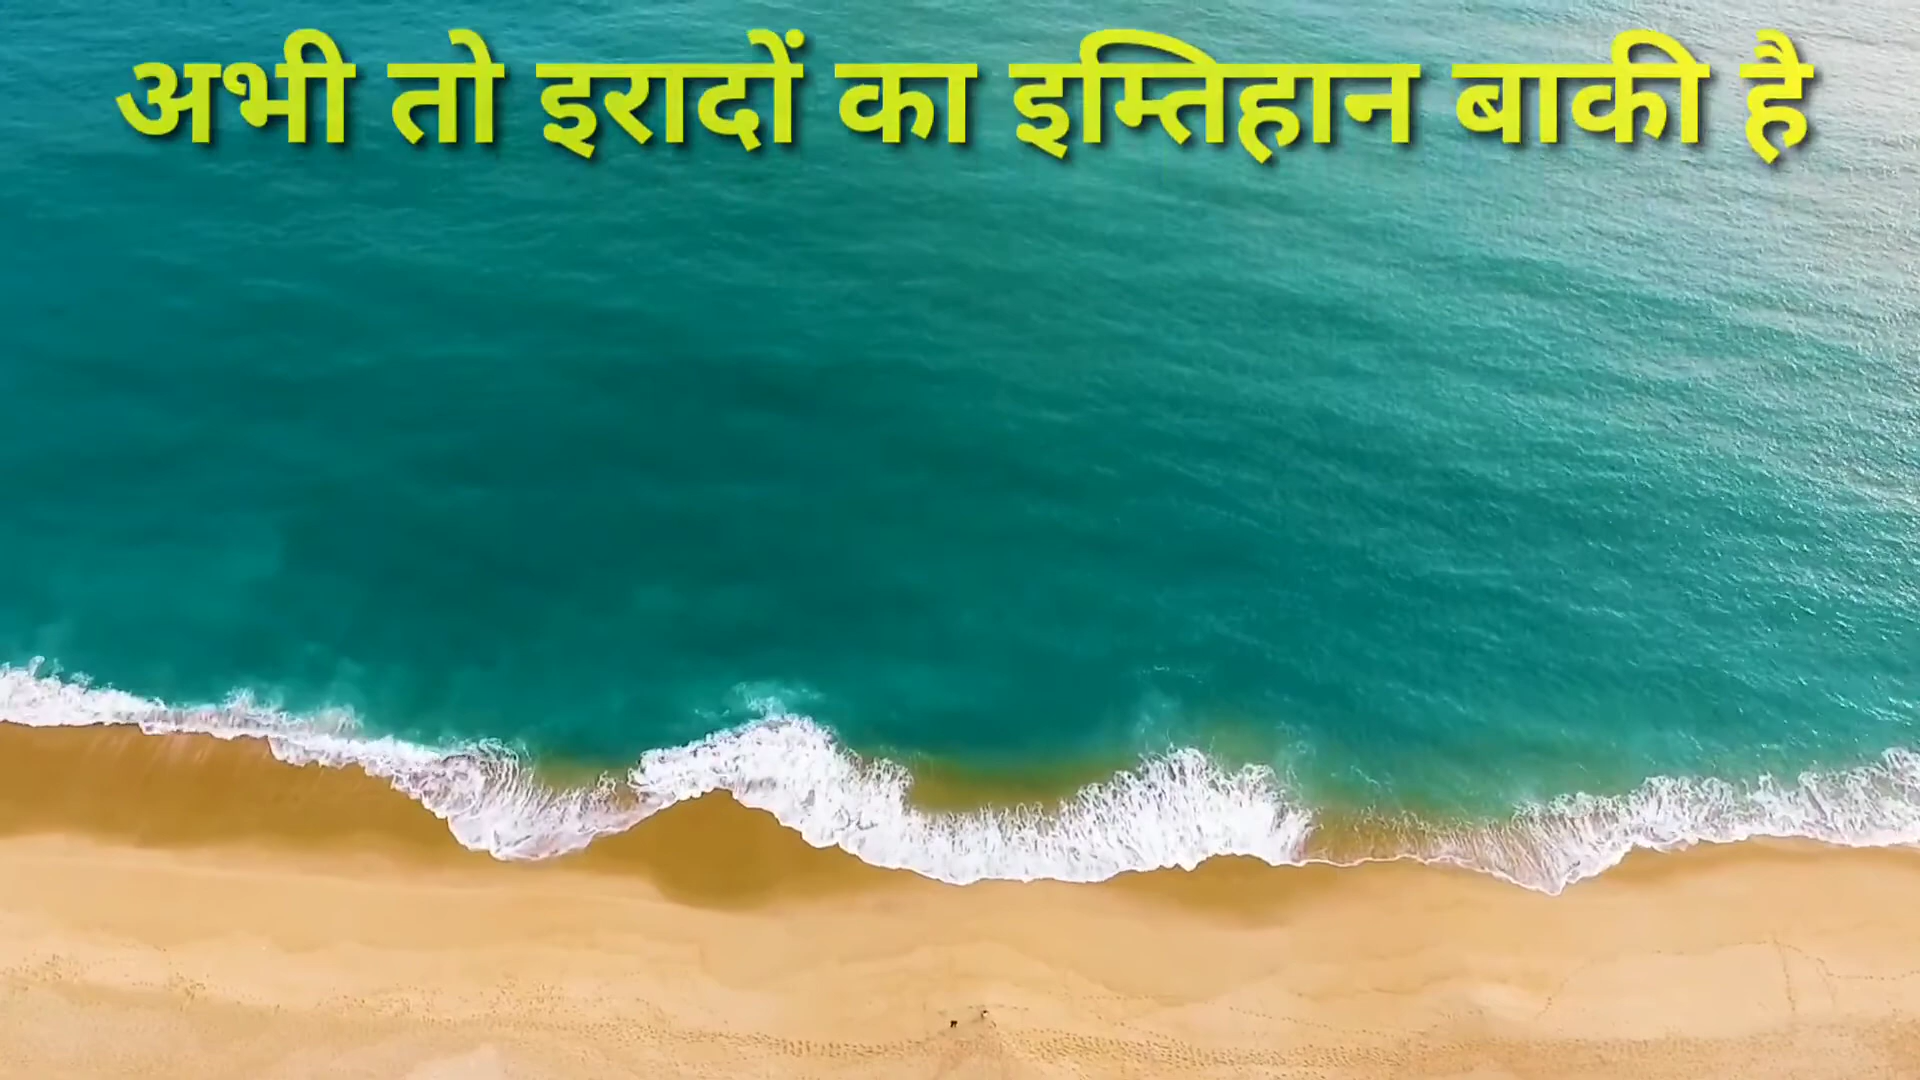 अभी तो इरादों का इम्तिहान बाकी है